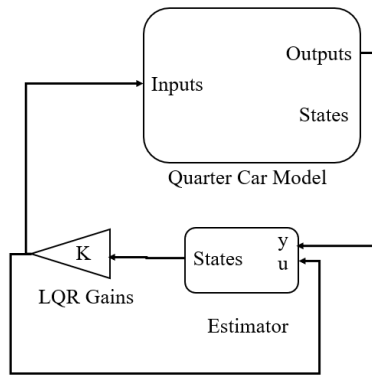 Outputs
Inputs
States
Quarter Car Model
K
States
y
u
LQR Gains
Estimator